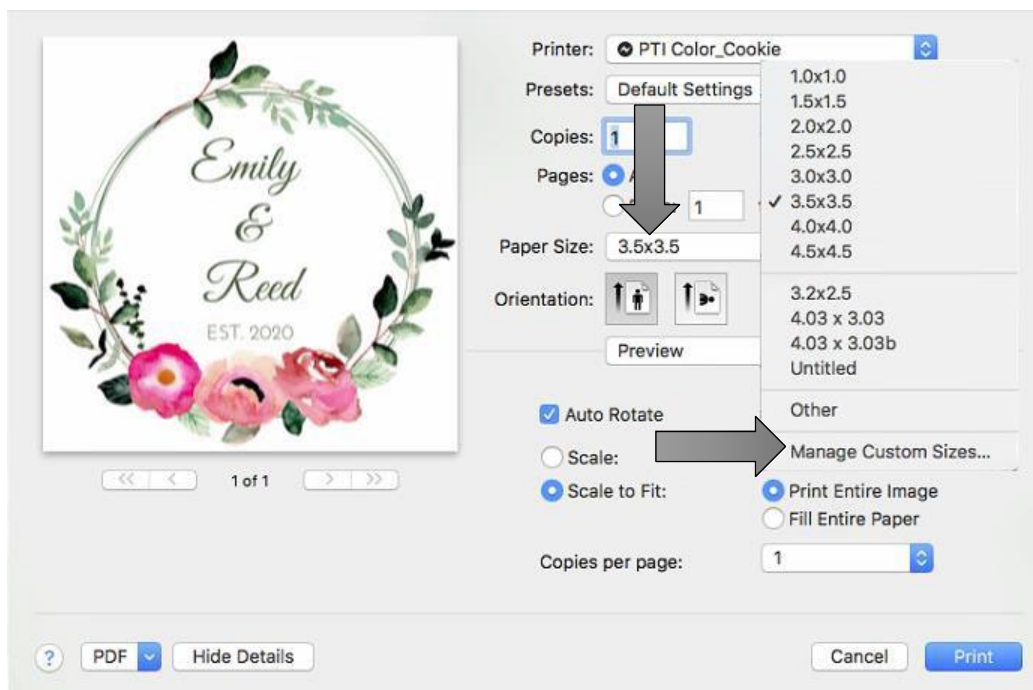 Emily
&
Reed
EST. 2020
<< < 1 of 1 > >>
Printer: PTI Color_Cookie
Presets: Default Settings
Copies: 1
Pages:
1
Paper Size: 3.5x3.5
Orientation:
Preview
1.0x1.0
1.5x1.5
2.0x2.0
2.5x2.5
3.0x3.0
✓ 3.5x3.5
4.0x4.0
4.5x4.5
3.2x2.5
4.03 x 3.03
4.03 x 3.03b
Untitled
Other
Manage Custom Sizes...
Auto Rotate
Scale:
Scale to Fit: Print Entire Image
Fill Entire Paper
Copies per page: 1
? PDF Hide Details Cancel Print